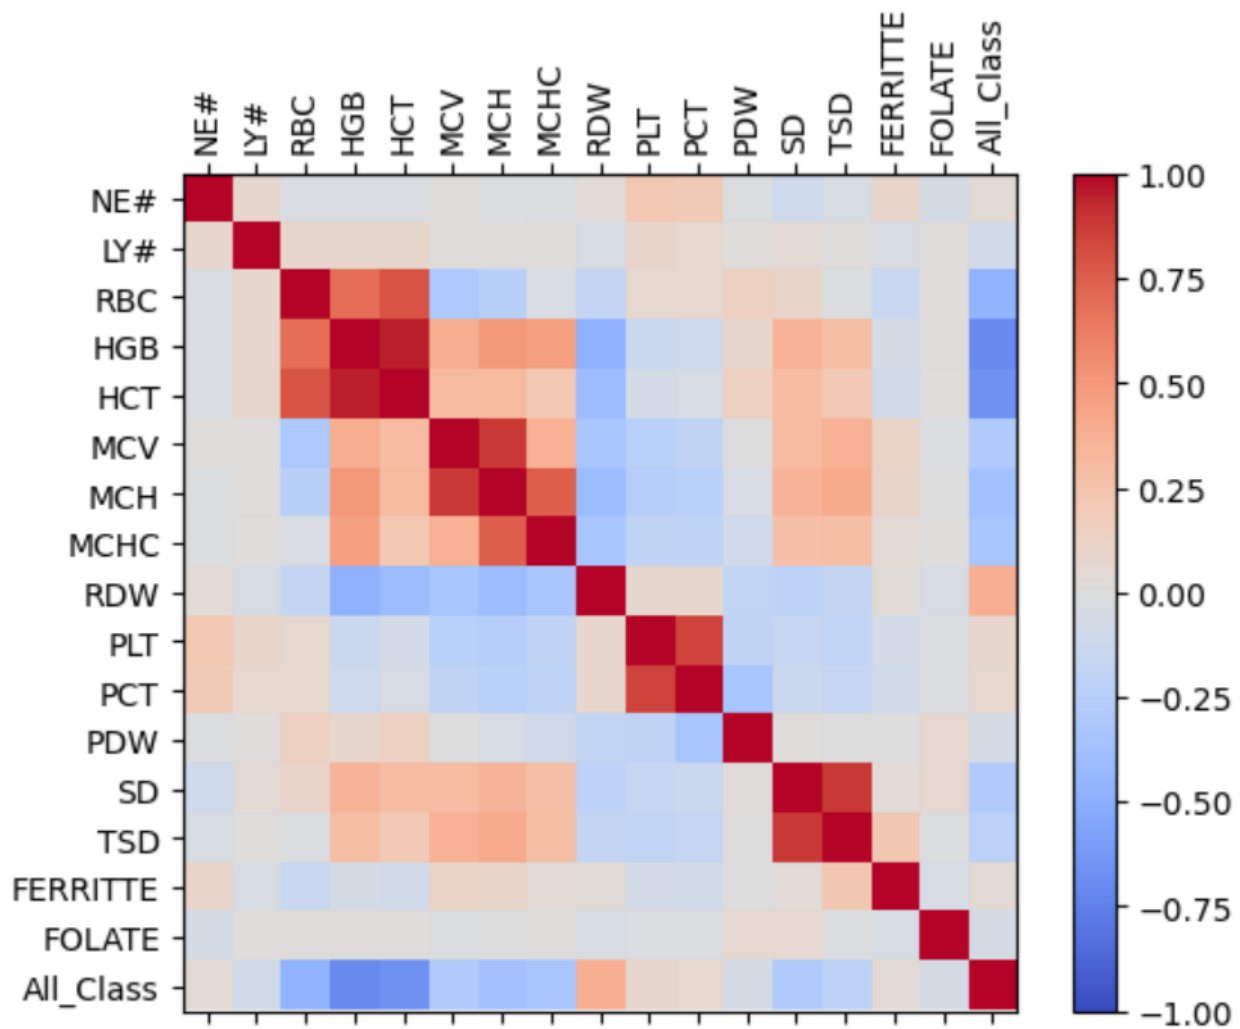 NE#
LY#
RBC
HGB
HCT
MCV
MCH
MCHC
RDW
PLT
PCT
PDW
SD
TSD
FERRITTE
FOLATE
All_Class
NE#
LY#
RBC
HGB
HCT
MCV
MCH
MCHC
RDW
PLT
PCT
PDW
SD
TSD
FERRITTE
FOLATE
All_Class
1.00
0.75
0.50
0.25
0.00
−0.25
−0.50
−0.75
−1.00